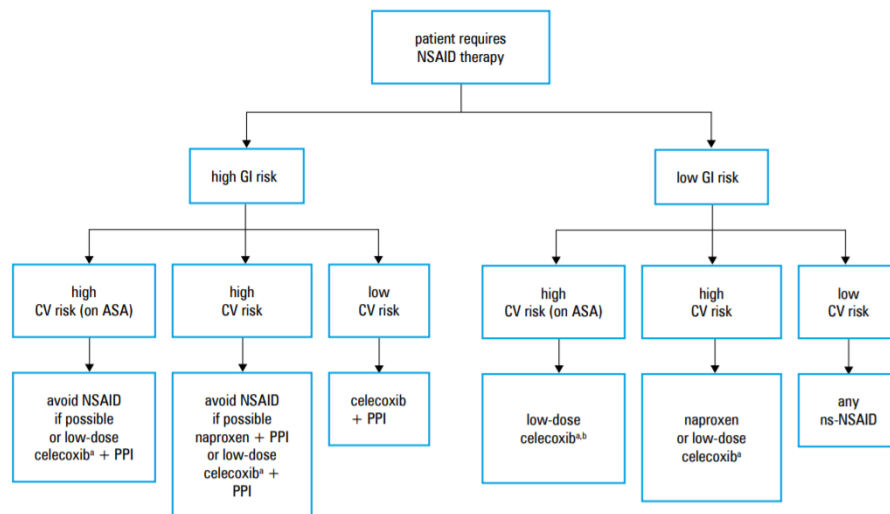 patient requires
NSAID therapy
high GI risk
low GI risk
high
CV risk (on ASA)
high
CV risk
low
CV risk
high
CV risk (on ASA)
high
CV risk
low
CV risk
avoid NSAID
if possible
or low-dose
celecoxibᵃ + PPI
avoid NSAID
if possible
naproxen + PPI
or low-dose
celecoxibᵃ +
PPI
celecoxib
+ PPI
low-dose
celecoxibᵃ,ᵇ
naproxen
or low-dose
celecoxibᵃ
any
ns-NSAID